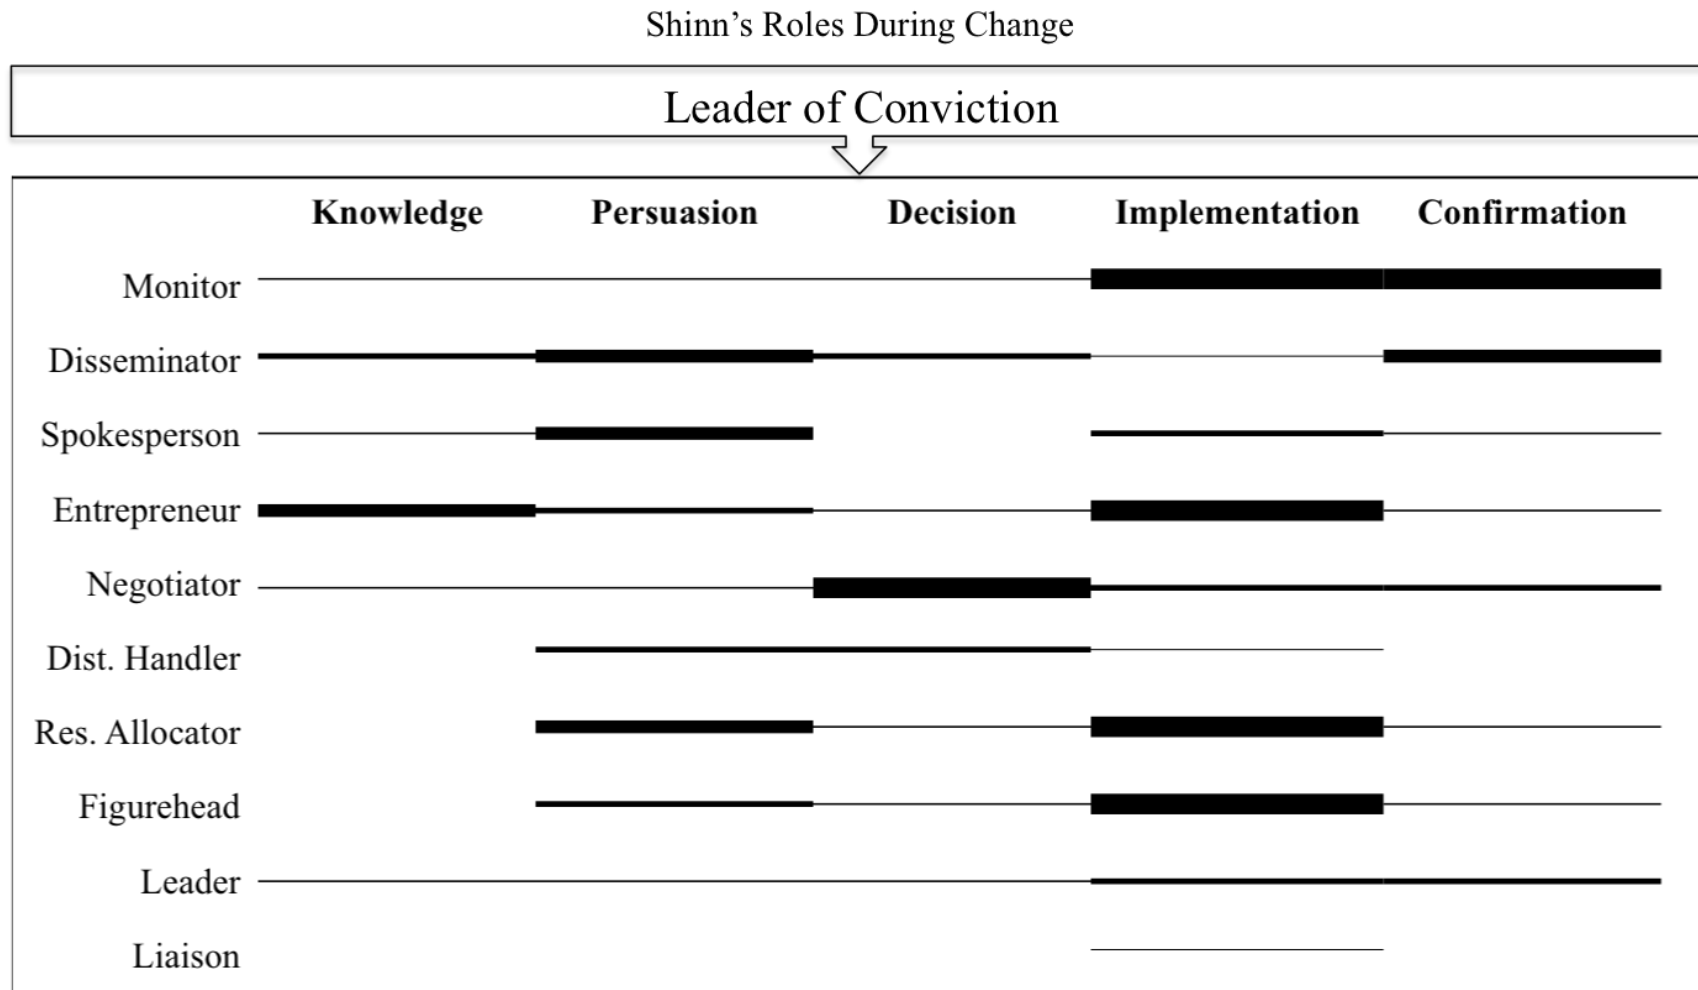 Shinn’s Roles During Change
Leader of Conviction
Knowledge Persuasion Decision Implementation Confirmation
Monitor
Disseminator
Spokesperson
Entrepreneur
Negotiator
Dist. Handler
Res. Allocator
Figurehead
Leader
Liaison